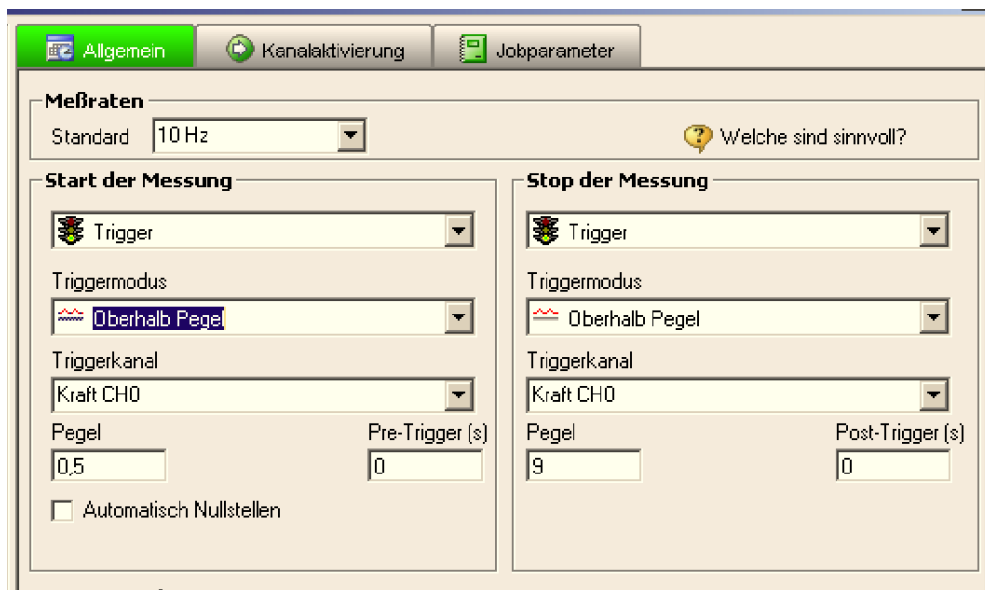 Allgemein
Kanalaktivierung
Jobparameter
Meßraten
Standard 10 Hz
Welche sind sinnvoll?
Start der Messung
Trigger
Triggermodus
Oberhalb Pegel
Triggerkanal
Kraft CH0
Pegel
Pre-Trigger (s)
0,5
0
Automatisch Nullstellen
Stop der Messung
Trigger
Triggermodus
Oberhalb Pegel
Triggerkanal
Kraft CH0
Pegel
Post-Trigger (s)
9
0